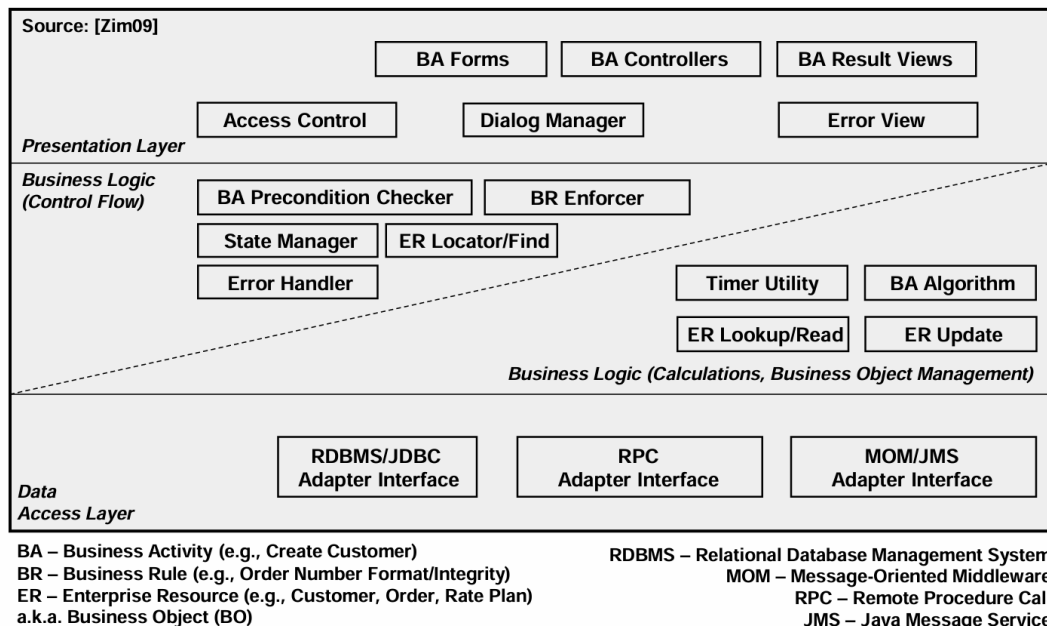 Source: [Zim09]
BA Forms
BA Controllers
BA Result Views
Access Control
Dialog Manager
Error View
Presentation Layer
Business Logic
(Control Flow)
BA Precondition Checker
BR Enforcer
State Manager
ER Locator/Find
Error Handler
Timer Utility
BA Algorithm
ER Lookup/Read
ER Update
Business Logic (Calculations, Business Object Management)
RDBMS/JDBC
Adapter Interface
RPC
Adapter Interface
MOM/JMS
Adapter Interface
Data
Access Layer
BA – Business Activity (e.g., Create Customer)
BR – Business Rule (e.g., Order Number Format/Integrity)
ER – Enterprise Resource (e.g., Customer, Order, Rate Plan)
a.k.a. Business Object (BO)
RDBMS – Relational Database Management System
MOM – Message-Oriented Middleware
RPC – Remote Procedure Cal
JMS – Java Message Service